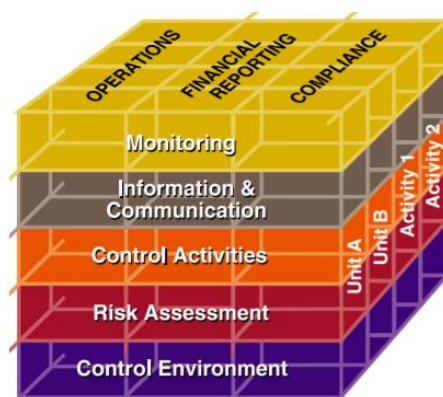 OPERATIONS
FINANCIAL
REPORTING
COMPLIANCE
Monitoring
Information &
Communication
Control Activities
Risk Assessment
Control Environment
Unit A
Unit B
Activity 1
Activity 2